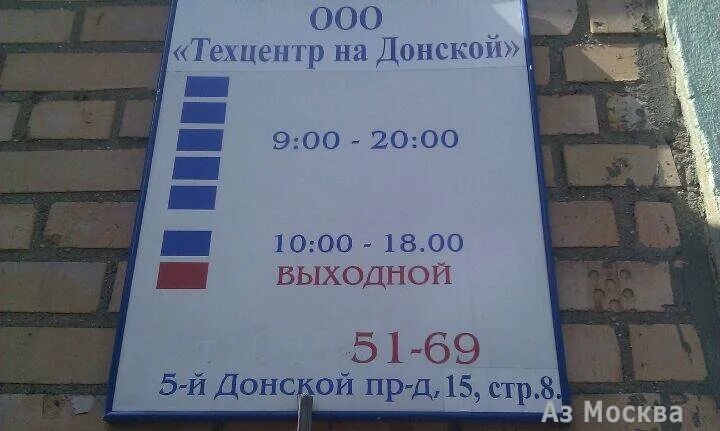 ООО
«Техцентр на Донской»
9:00 - 20:00
10:00 - 18.00
ВЫХОДНОЙ
51-69
5-й Донской пр-д, 15, стр.8.
Аз Москва